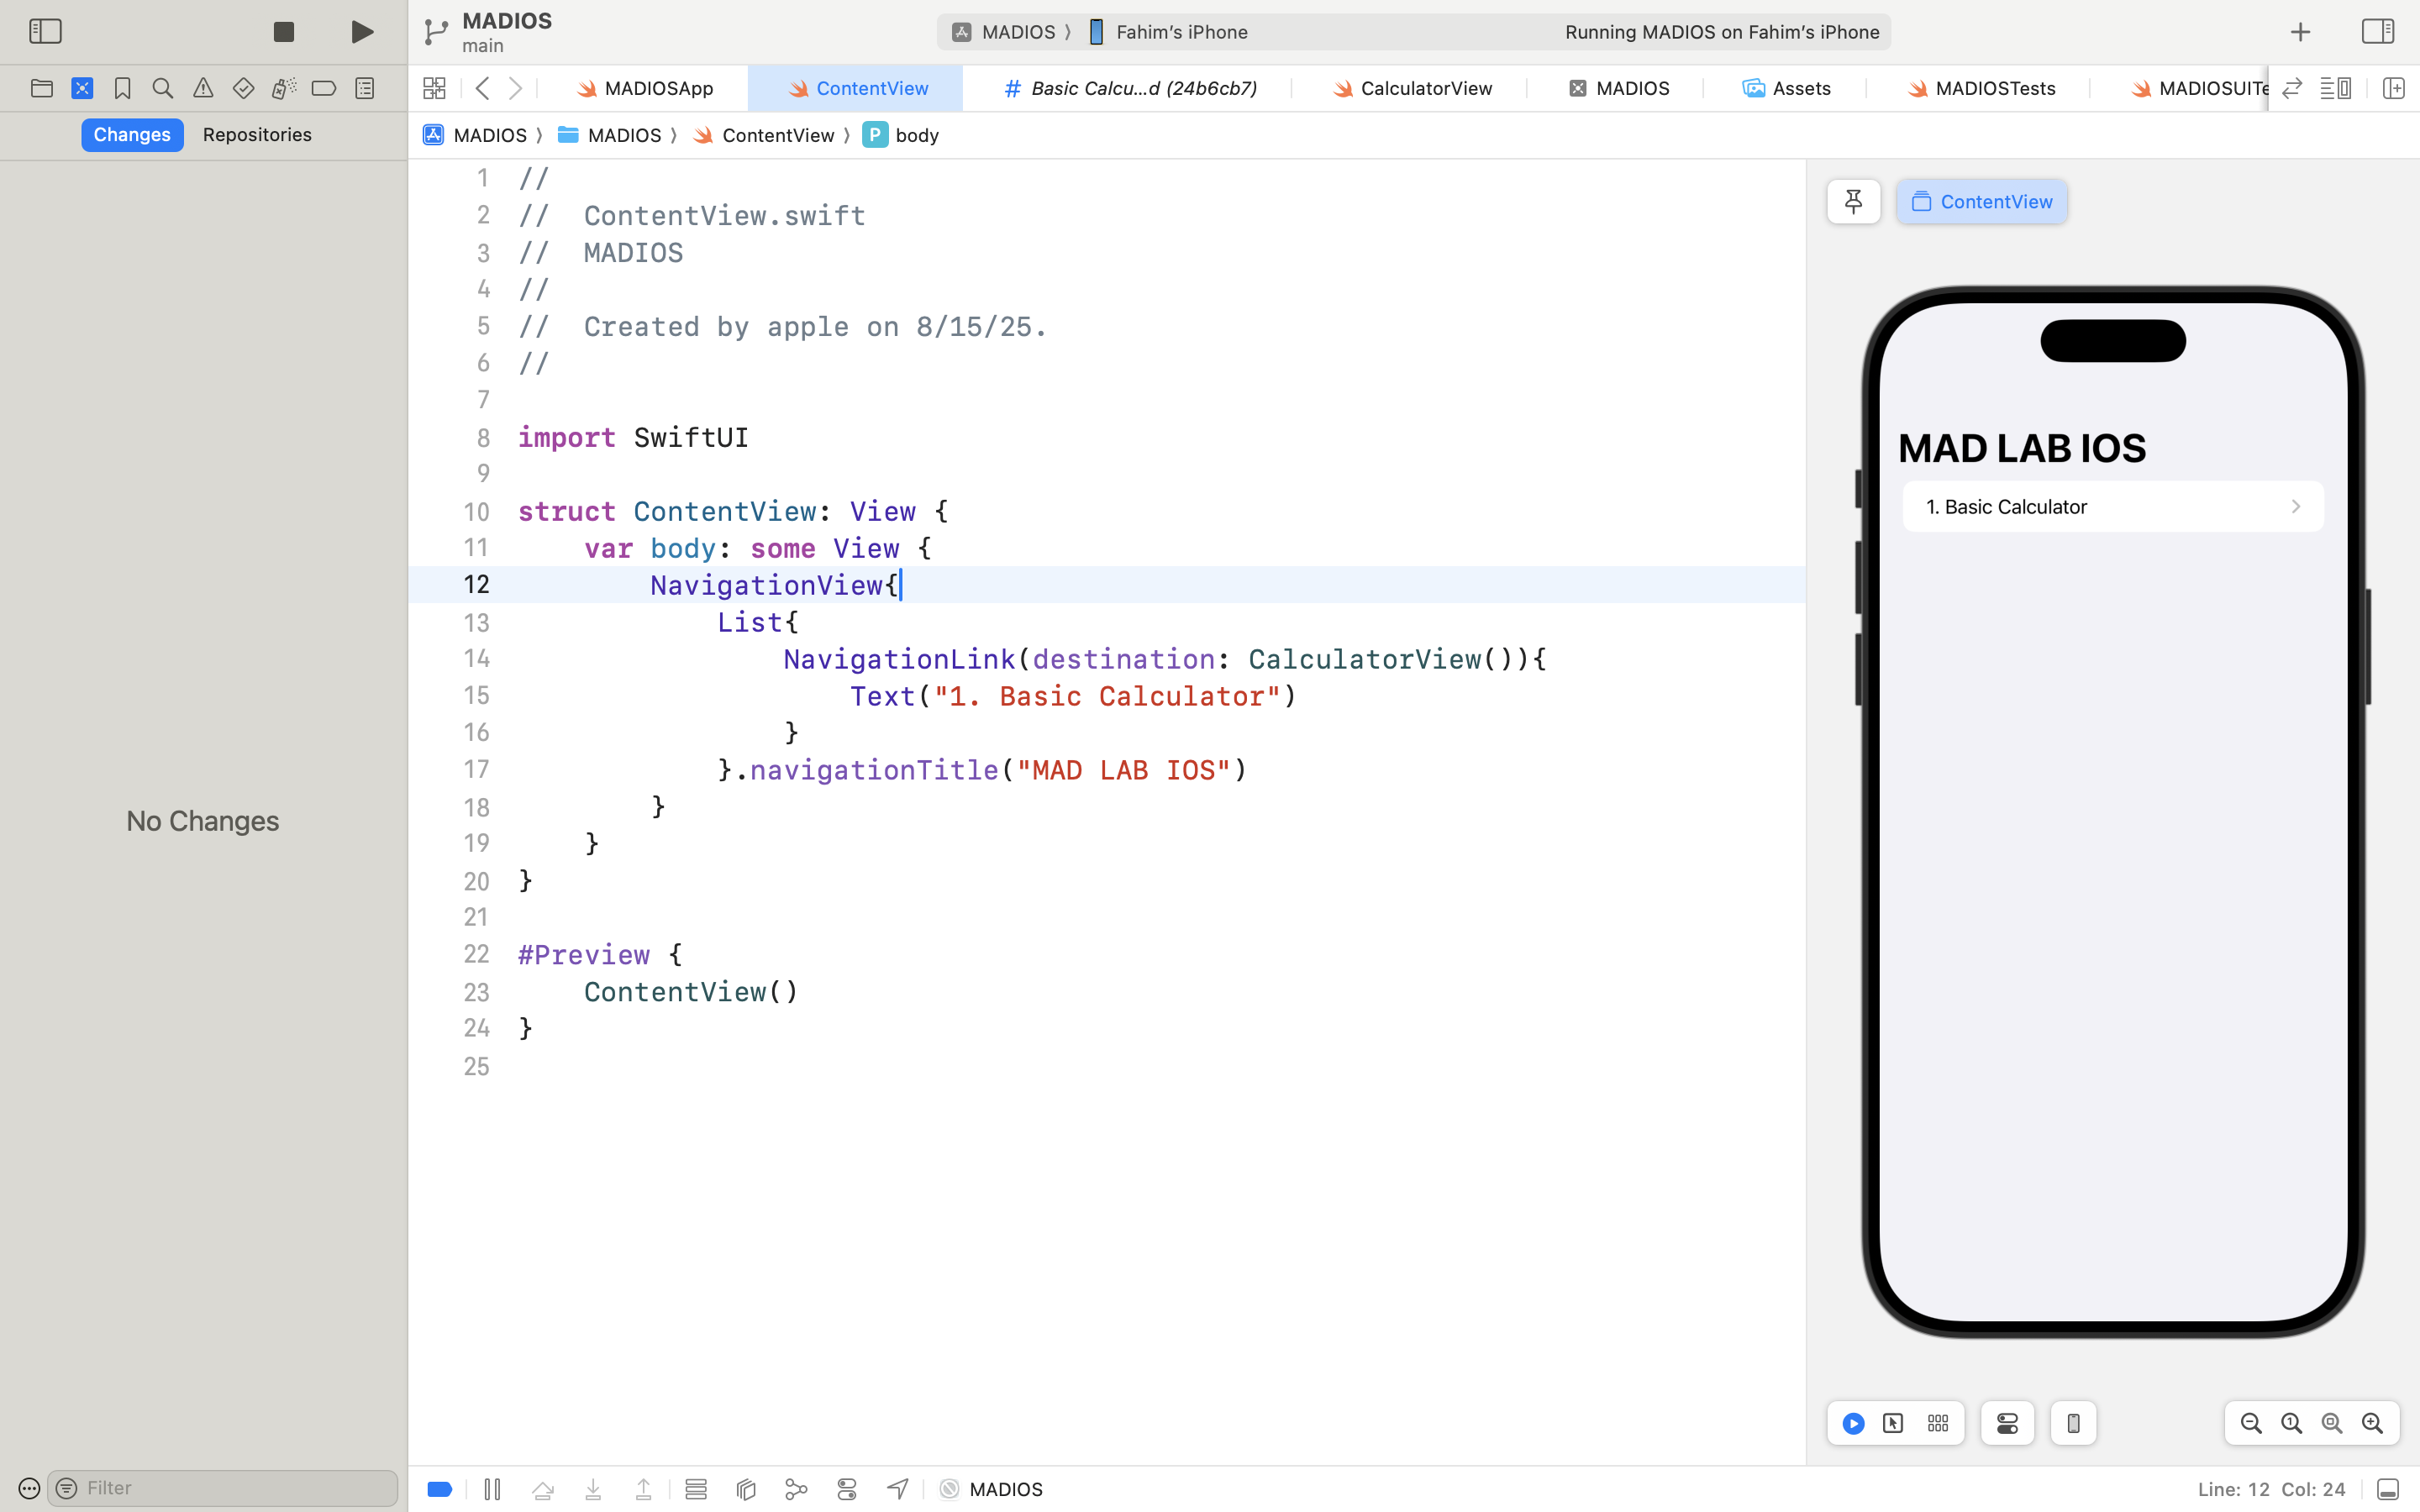 MADIOS
main
MADIOS 〉 Fahim’s iPhone
Running MADIOS on Fahim’s iPhone
MADIOSApp
ContentView
# Basic Calcu...d (24b6cb7)
CalculatorView
MADIOS
Assets
MADIOSTests
MADIOSUITe
Changes
Repositories
MADIOS 〉 MADIOS 〉 ContentView 〉 P body
No Changes
Filter
1 //
2 //  ContentView.swift
3 //  MADIOS
4 //
5 //  Created by apple on 8/15/25.
6 //
7
8 import SwiftUI
9
10 struct ContentView: View {
11     var body: some View {
12         NavigationView{
13             List{
14                 NavigationLink(destination: CalculatorView()){
15                     Text("1. Basic Calculator")
16                 }
17             }.navigationTitle("MAD LAB IOS")
18         }
19     }
20 }
21
22 #Preview {
23     ContentView()
24 }
25
ContentView
MAD LAB IOS
1. Basic Calculator
MADIOS
Line: 12 Col: 24